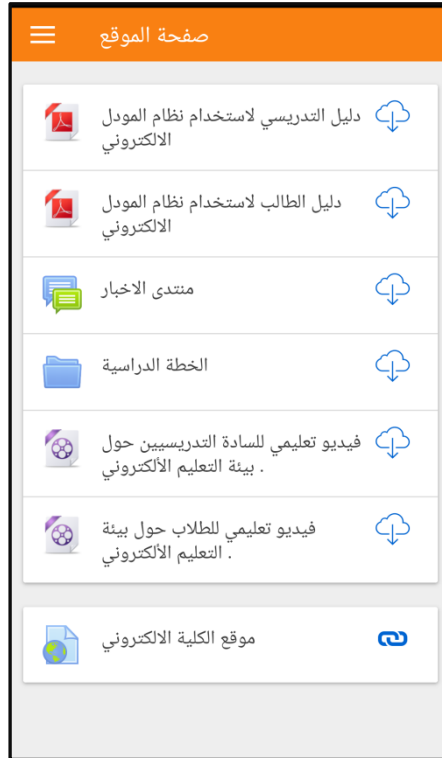 صفحة الموقع
دليل التدريسي لاستخدام نظام المودل
الالكتروني
دليل الطالب لاستخدام نظام المودل
الالكتروني
منتدى الاخبار
الخطة الدراسية
فيديو تعليمي للسادة التدريسيين حول
بيئة التعليم الألكتروني .
فيديو تعليمي للطلاب حول بيئة
التعليم الألكتروني .
موقع الكلية الالكتروني